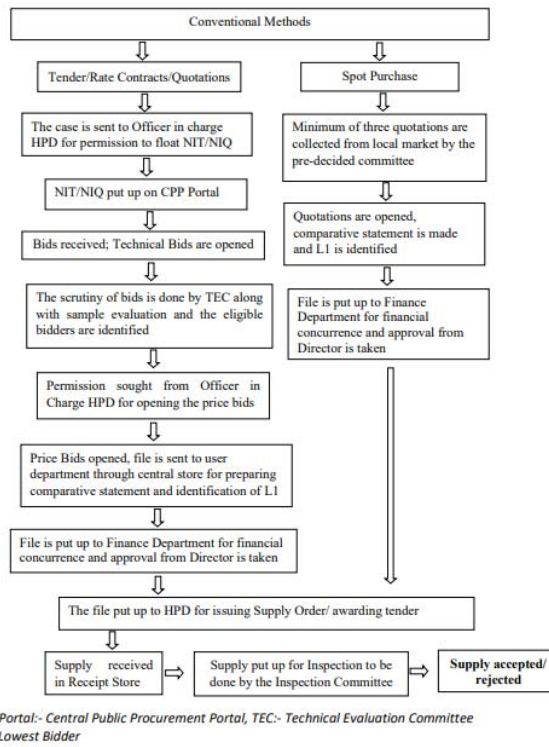 Conventional Methods
Tender/Rate Contracts/Quotations
The case is sent to Officer in charge
HPD for permission to float NIT/NIQ
NIT/NIQ put up on CPP Portal
Bids received; Technical Bids are opened
The scrutiny of bids is done by TEC along
with sample evaluation and the eligible
bidders are identified
Permission sought from Officer in
Charge HPD for opening the price bids
Price Bids opened, file is sent to user
department through central store for preparing
comparative statement and identification of L1
File is put up to Finance Department for financial
concurrence and approval from Director is taken
Spot Purchase
Minimum of three quotations are
collected from local market by the
pre-decided committee
Quotations are opened,
comparative statement is made
and L1 is identified
File is put up to Finance
Department for financial
concurrence and approval from
Director is taken
The file put up to HPD for issuing Supply Order/ awarding tender
Supply received
in Receipt Store
Supply put up for Inspection to be
done by the Inspection Committee
Supply accepted/
rejected
Portal:- Central Public Procurement Portal, TEC:- Technical Evaluation Committee
Lowest Bidder